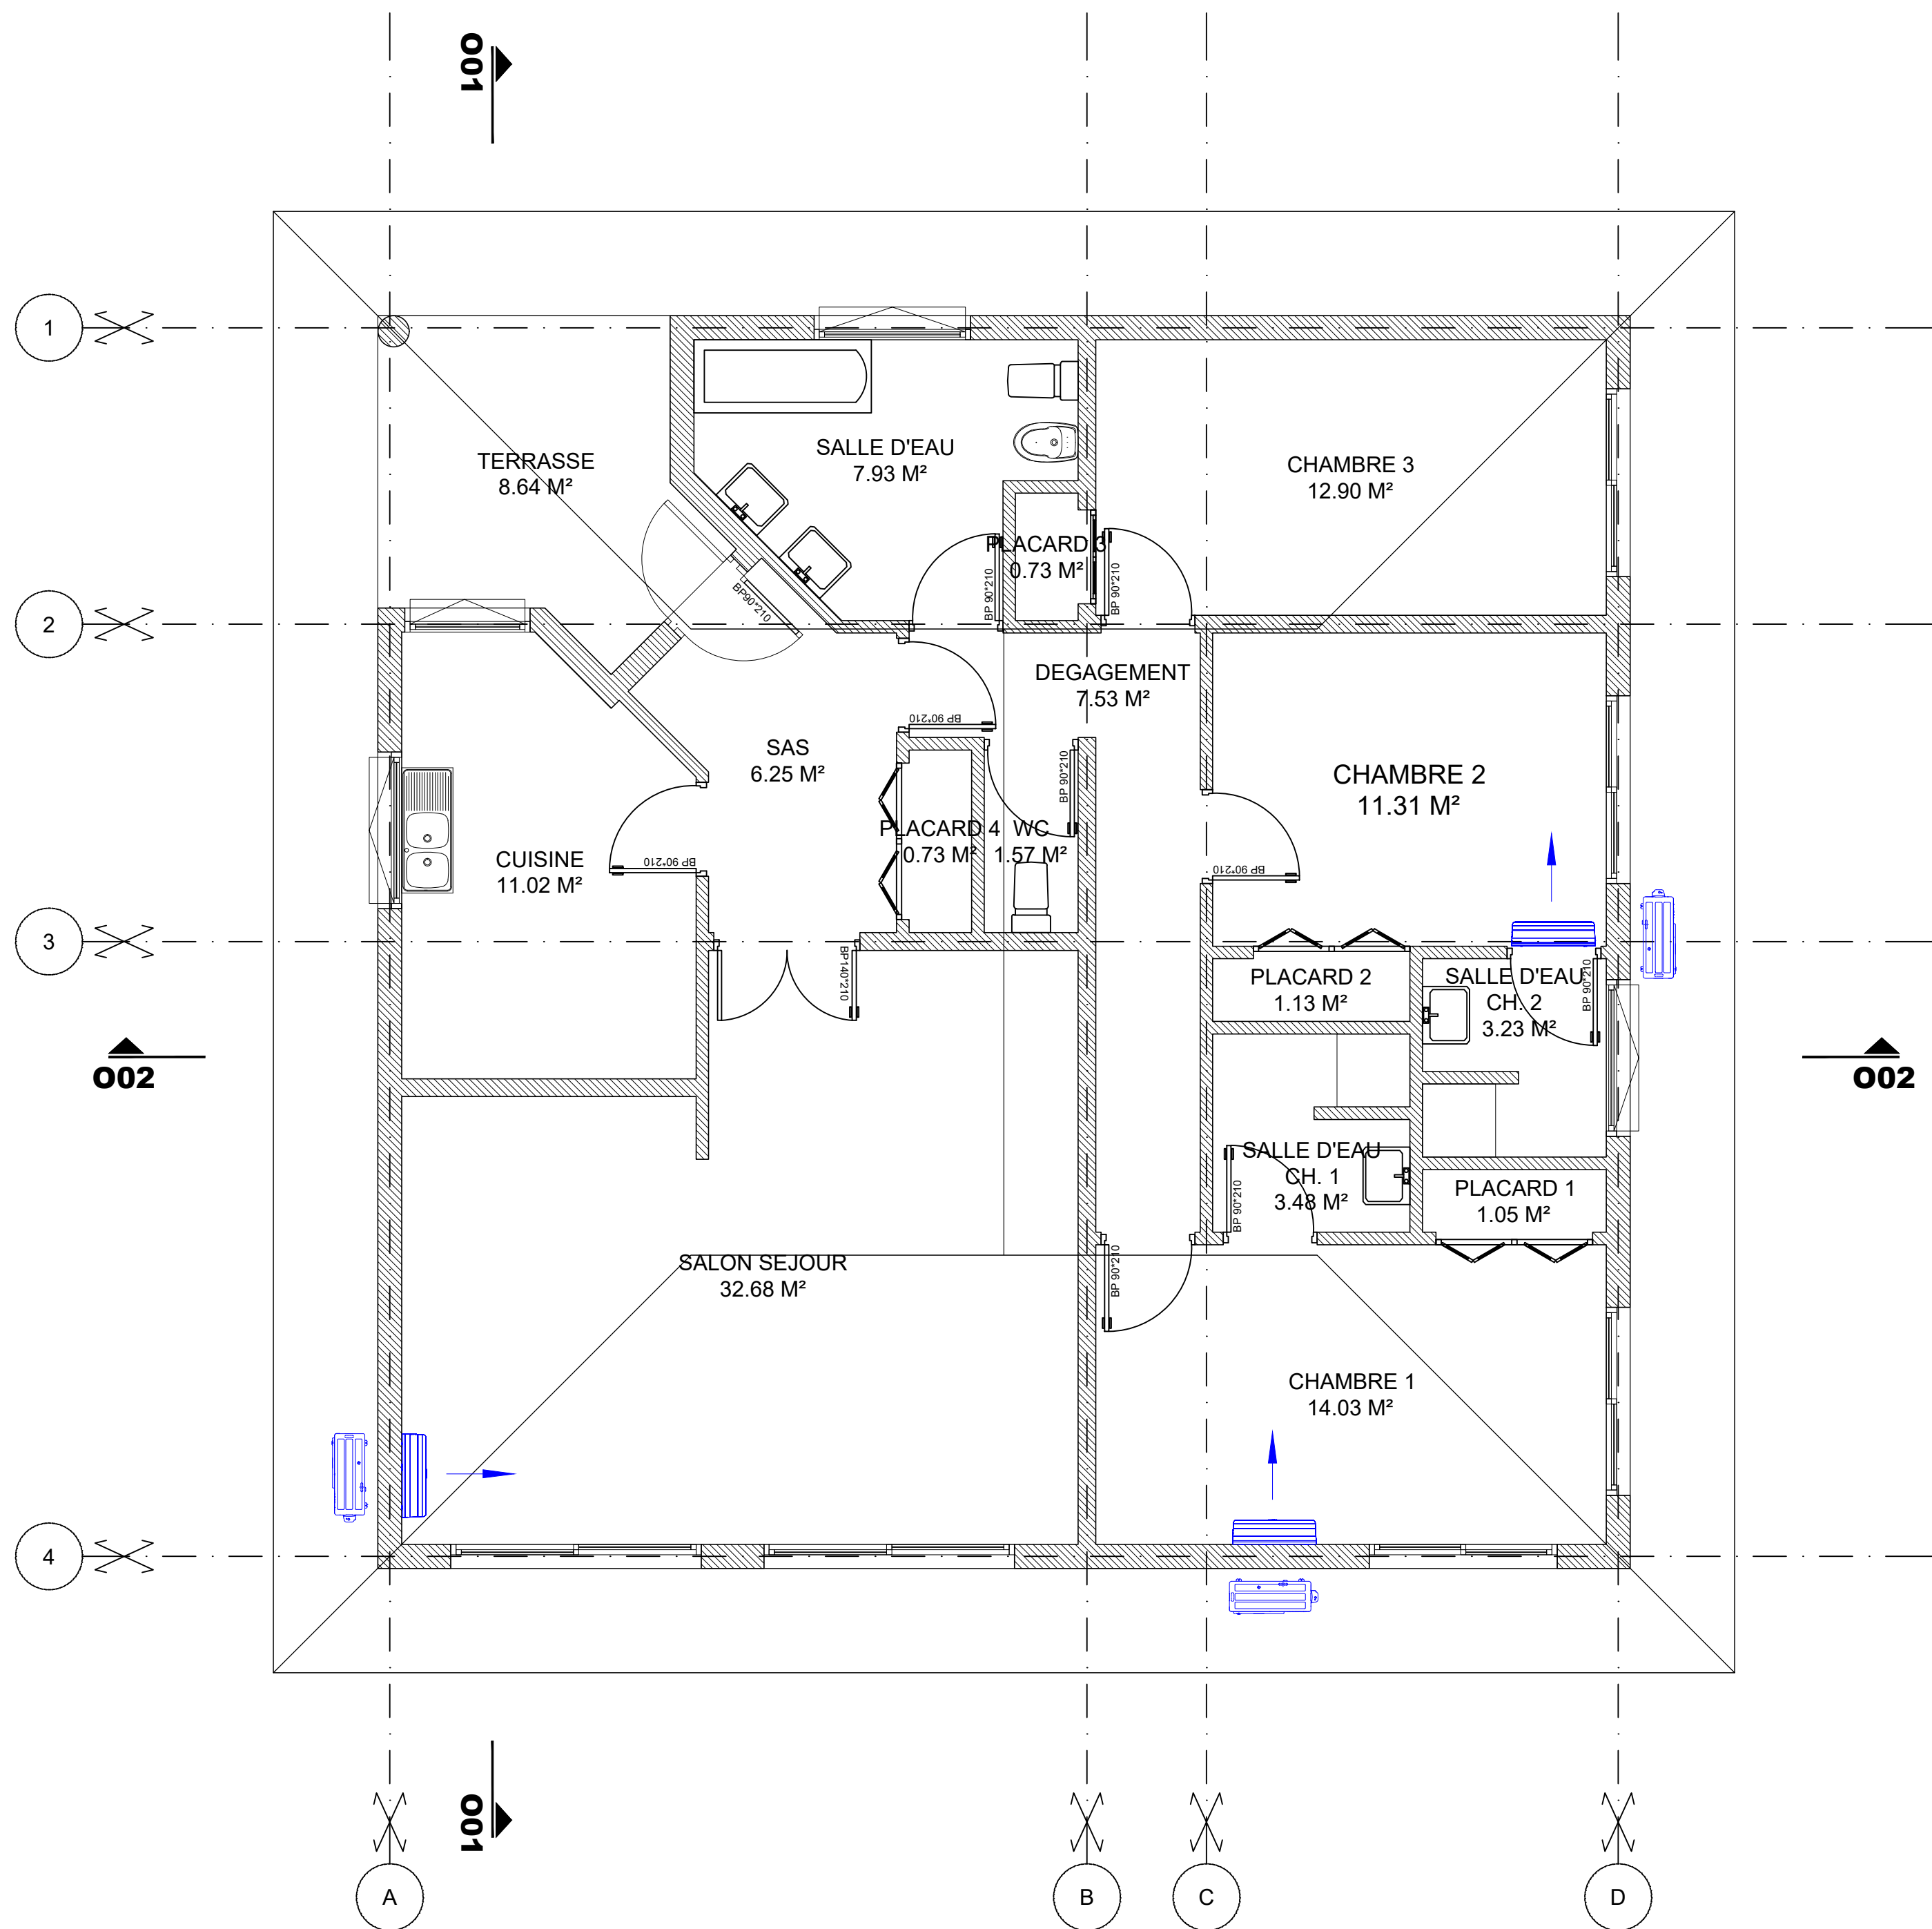 001
1
TERRASSE
8.64 M²
SALLE D'EAU
7.93 M²
CHAMBRE 3
12.90 M²
PLACARD 3
0.73 M²
BP 90*210
BP 90*210
BP90*210
2
DEGAGEMENT
7.53 M²
BP 90*210
SAS
6.25 M²
BP 90*210
CHAMBRE 2
11.31 M²
PLACARD 4
0.73 M²
WC
1.57 M²
CUISINE
11.02 M²
BP 90*210
BP 90*210
3
BP140*210
PLACARD 2
1.13 M²
SALLE D'EAU
CH. 2
3.23 M²
BP 90*210
002
002
SALLE D'EAU
CH. 1
3.48 M²
BP 90*210
PLACARD 1
1.05 M²
SALON SEJOUR
32.68 M²
BP 90*210
CHAMBRE 1
14.03 M²
4
001
A
B
C
D